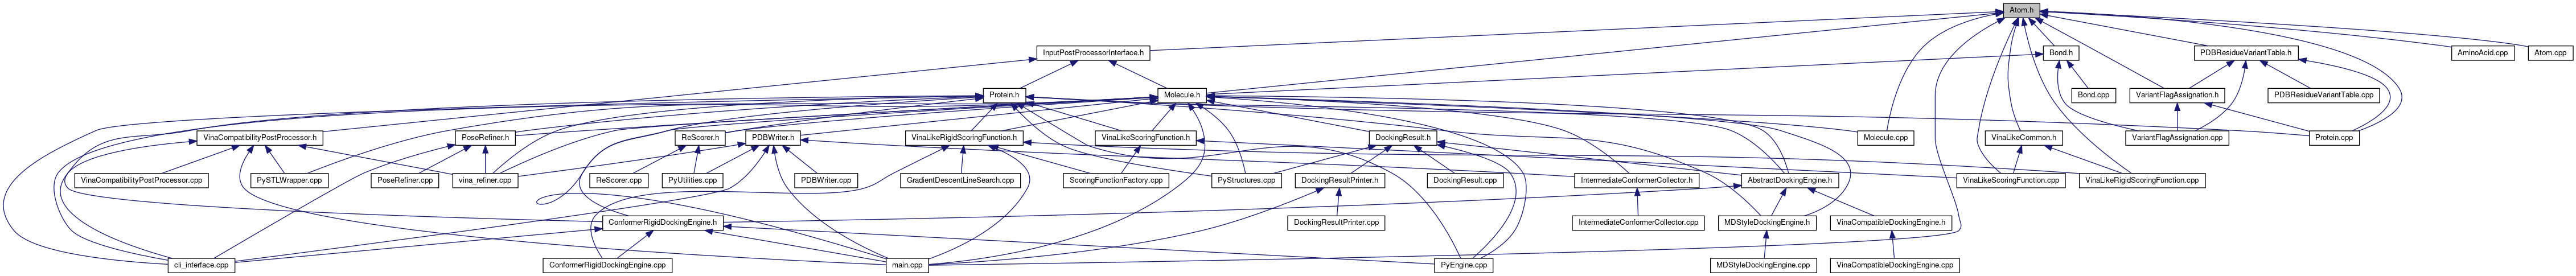 Atom.h
InputPostProcessorInterface.h
Bond.h
PDBResidueVariantTable.h
AminoAcid.cpp
Atom.cpp
Protein.h
Molecule.h
Bond.cpp
VariantFlagAssignation.h
PDBResidueVariantTable.cpp
VinaCompatibilityPostProcessor.h
PoseRefiner.h
ReScorer.h
PDBWriter.h
VinaLikeRigidScoringFunction.h
VinaLikeScoringFunction.h
DockingResult.h
Molecule.cpp
VinaLikeCommon.h
VariantFlagAssignation.cpp
Protein.cpp
VinaCompatibilityPostProcessor.cpp
PySTLWrapper.cpp
PoseRefiner.cpp
vina_refiner.cpp
ReScorer.cpp
PyUtilities.cpp
PDBWriter.cpp
GradientDescentLineSearch.cpp
ScoringFunctionFactory.cpp
PyStructures.cpp
DockingResultPrinter.h
DockingResult.cpp
IntermediateConformerCollector.h
AbstractDockingEngine.h
VinaLikeScoringFunction.cpp
VinaLikeRigidScoringFunction.cpp
ConformerRigidDockingEngine.h
DockingResultPrinter.cpp
IntermediateConformerCollector.cpp
MDStyleDockingEngine.h
VinaCompatibleDockingEngine.h
cli_interface.cpp
ConformerRigidDockingEngine.cpp
main.cpp
PyEngine.cpp
MDStyleDockingEngine.cpp
VinaCompatibleDockingEngine.cpp